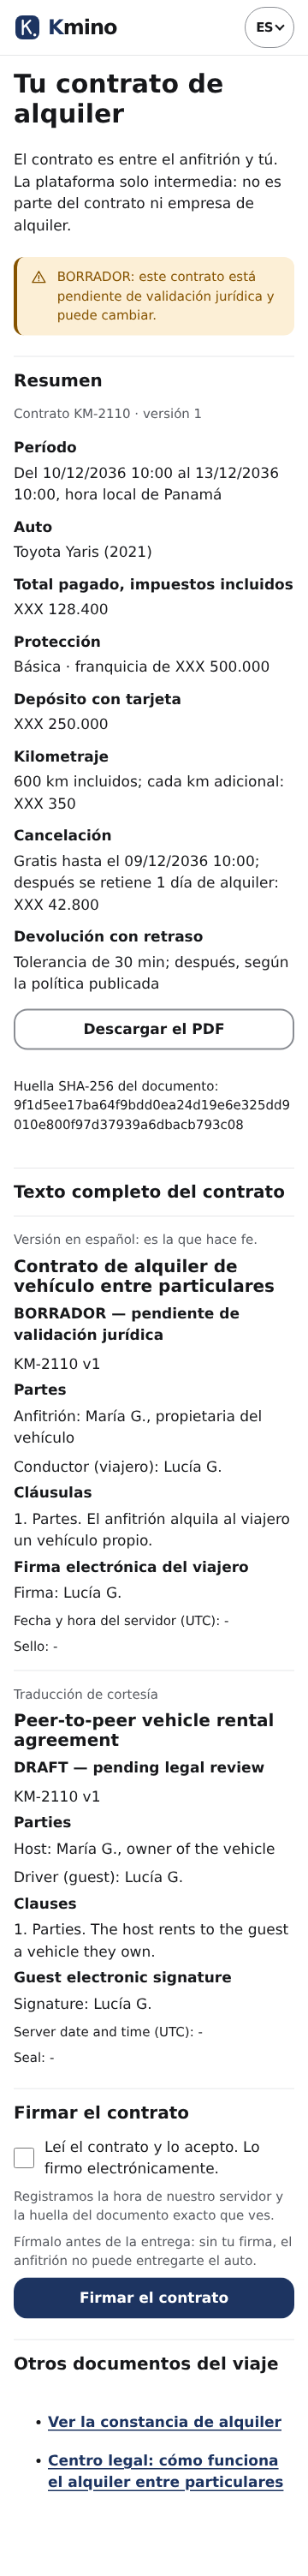 Kmino
ES
Tu contrato de
alquiler
El contrato es entre el anfitrión y tú.
La plataforma solo intermedia: no es
parte del contrato ni empresa de
alquiler.
BORRADOR: este contrato está
pendiente de validación jurídica y
puede cambiar.
Resumen
Contrato KM-2110 · versión 1
Período
Del 10/12/2036 10:00 al 13/12/2036
10:00, hora local de Panamá
Auto
Toyota Yaris (2021)
Total pagado, impuestos incluidos
XXX 128.400
Protección
Básica · franquicia de XXX 500.000
Depósito con tarjeta
XXX 250.000
Kilometraje
600 km incluidos; cada km adicional:
XXX 350
Cancelación
Gratis hasta el 09/12/2036 10:00;
después se retiene 1 día de alquiler:
XXX 42.800
Devolución con retraso
Tolerancia de 30 min; después, según
la política publicada
Descargar el PDF
Huella SHA-256 del documento:
9f1d5ee17ba64f9bdd0ea24d19e6e325dd9
010e800f97d37939a6dbacb793c08
Texto completo del contrato
Versión en español: es la que hace fe.
Contrato de alquiler de
vehículo entre particulares
BORRADOR — pendiente de
validación jurídica
KM-2110 v1
Partes
Anfitrión: María G., propietaria del
vehículo
Conductor (viajero): Lucía G.
Cláusulas
1. Partes. El anfitrión alquila al viajero
un vehículo propio.
Firma electrónica del viajero
Firma: Lucía G.
Fecha y hora del servidor (UTC): -
Sello: -
Traducción de cortesía
Peer-to-peer vehicle rental
agreement
DRAFT — pending legal review
KM-2110 v1
Parties
Host: María G., owner of the vehicle
Driver (guest): Lucía G.
Clauses
1. Parties. The host rents to the guest
a vehicle they own.
Guest electronic signature
Signature: Lucía G.
Server date and time (UTC): -
Seal: -
Firmar el contrato
Leí el contrato y lo acepto. Lo
firmo electrónicamente.
Registramos la hora de nuestro servidor y
la huella del documento exacto que ves.
Fírmalo antes de la entrega: sin tu firma, el
anfitrión no puede entregarte el auto.
Firmar el contrato
Otros documentos del viaje
• Ver la constancia de alquiler
• Centro legal: cómo funciona
el alquiler entre particulares